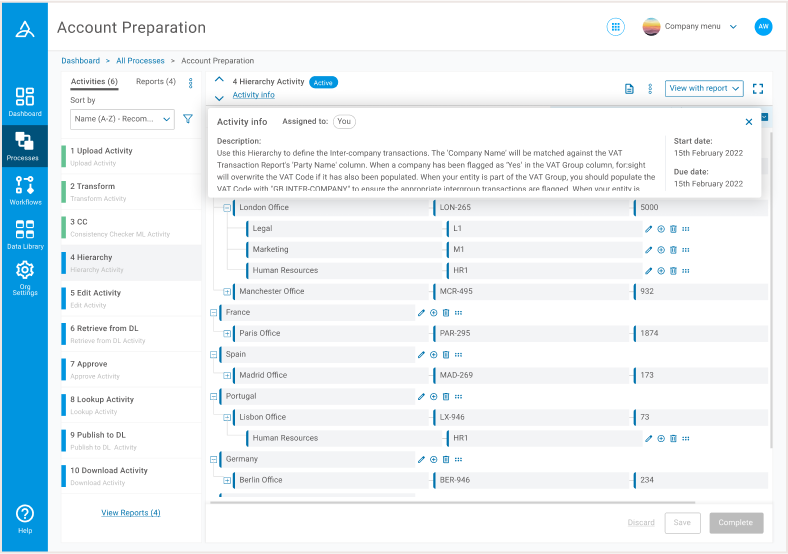 Account Preparation
Company menu
AW
Dashboard > All Processes > Account Preparation
Dashboard
Processes
Workflows
Data Library
Org
Settings
Help
Activities (6)
Reports (4)
Sort by
Name (A-Z) - Recom...
1 Upload Activity
Upload Activity
2 Transform
Transform Activity
3 CC
Consistency Checker ML Activity
4 Hierarchy
Hierarchy Activity
5 Edit Activity
Edit Activity
6 Retrieve from DL
Retrieve from DL Activity
7 Approve
Approve Activity
8 Lookup Activity
Lookup Activity
9 Publish to DL
Publish to DL Activity
10 Download Activity
Download Activity
View Reports (4)
4 Hierarchy Activity Active
Activity info
View with report
Activity info Assigned to: You
Description:
Use this Hierarchy to define the Inter-company transactions. The 'Company Name' will be matched against the VAT
Transaction Report's 'Party Name' column. When a company has been flagged as 'Yes' in the VAT Group column, for:sight
will overwrite the VAT Code if it has also been populated. When your entity is part of the VAT Group, you should populate the
VAT Code with "GB INTER-COMPANY" to ensure the appropriate intergroup transactions are flagged. When your entity is
Start date:
15th February 2022
Due date:
15th February 2022
London Office LON-265 5000
Legal L1
Marketing M1
Human Resources HR1
Manchester Office MCR-495 932
France
Paris Office PAR-295 1874
Spain
Madrid Office MAD-269 173
Portugal
Lisbon Office LX-946 73
Human Resources HR1
Germany
Berlin Office BER-946 234
Discard
Save
Complete